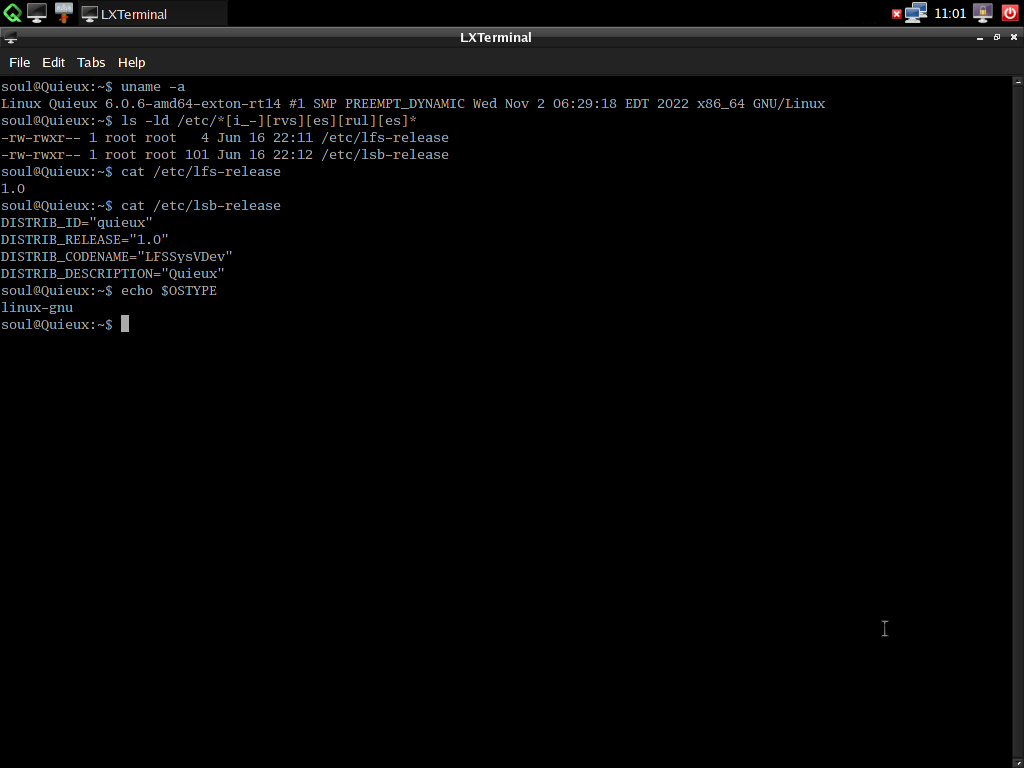 LXTerminal
11:01
LXTerminal
File Edit Tabs Help
soul@Quieux:~$ uname -a
Linux Quieux 6.0.6-amd64-exton-rt14 #1 SMP PREEMPT_DYNAMIC Wed Nov 2 06:29:18 EDT 2022 x86_64 GNU/Linux
soul@Quieux:~$ ls -ld /etc/*[i_-][rvs][es][rul][es]*
-rw-rwxr-- 1 root root   4 Jun 16 22:11 /etc/lfs-release
-rw-rwxr-- 1 root root 101 Jun 16 22:12 /etc/lsb-release
soul@Quieux:~$ cat /etc/lfs-release
1.0
soul@Quieux:~$ cat /etc/lsb-release
DISTRIB_ID="quieux"
DISTRIB_RELEASE="1.0"
DISTRIB_CODENAME="LFSSysVDev"
DISTRIB_DESCRIPTION="Quieux"
soul@Quieux:~$ echo $OSTYPE
linux-gnu
soul@Quieux:~$